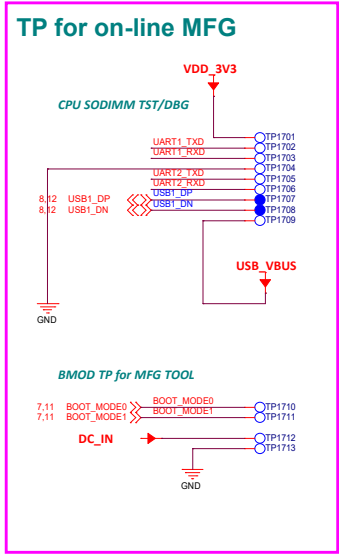 TP for on-line MFG
VDD_3V3
CPU SODIMM TST/DBG
TP1701
UART1_TXD TP1702
UART1_RXD TP1703
TP1704
UART2_TXD TP1705
UART2_RXD TP1706
8,12 USB1_DP USB1_DP TP1707
8,12 USB1_DN USB1_DN TP1708
TP1709
USB_VBUS
GND
BMOD TP for MFG TOOL
7,11 BOOT_MODE0 BOOT_MODE0 TP1710
7,11 BOOT_MODE1 BOOT_MODE1 TP1711
DC_IN TP1712
TP1713
GND